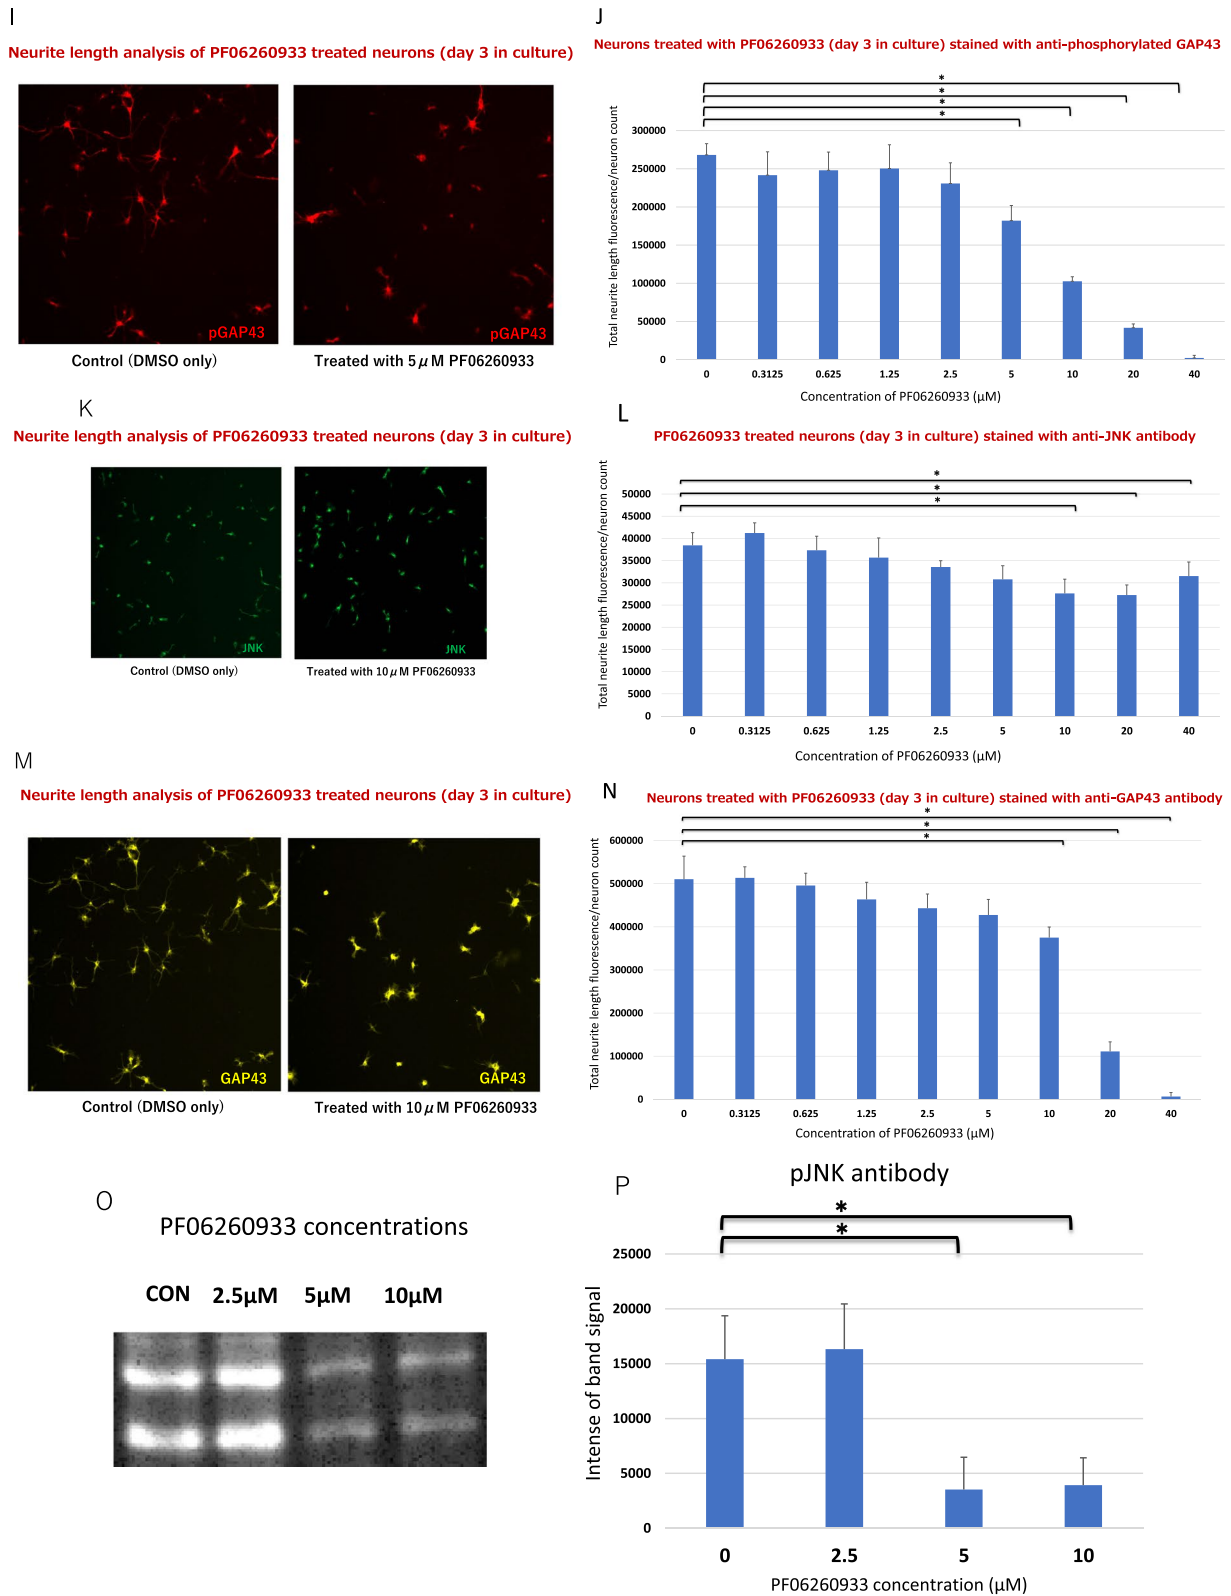 I
Neurite length analysis of PF06260933 treated neurons (day 3 in culture)
pGAP43
pGAP43
Control (DMSO only)
Treated with 5μM PF06260933
J
Neurons treated with PF06260933 (day 3 in culture) stained with anti-phosphorylated GAP43
*
*
*
*
Total neurite length fluorescence/neuron count
300000
250000
200000
150000
100000
50000
0
0 0.3125 0.625 1.25 2.5 5 10 20 40
Concentration of PF06260933 (μM)
K
Neurite length analysis of PF06260933 treated neurons (day 3 in culture)
JNK
JNK
Control (DMSO only)
Treated with 10μM PF06260933
L
PF06260933 treated neurons (day 3 in culture) stained with anti-JNK antibody
*
*
*
Total neurite length fluorescence/neuron count
50000
45000
40000
35000
30000
25000
20000
15000
10000
5000
0
0 0.3125 0.625 1.25 2.5 5 10 20 40
Concentration of PF06260933 (μM)
M
Neurite length analysis of PF06260933 treated neurons (day 3 in culture)
GAP43
GAP43
Control (DMSO only)
Treated with 10μM PF06260933
N
Neurons treated with PF06260933 (day 3 in culture) stained with anti-GAP43 antibody
*
*
*
Total neurite length fluorescence/neuron count
600000
500000
400000
300000
200000
100000
0
0 0.3125 0.625 1.25 2.5 5 10 20 40
Concentration of PF06260933 (μM)
O
PF06260933 concentrations
CON 2.5μM 5μM 10μM
P
pJNK antibody
*
*
Intense of band signal
25000
20000
15000
10000
5000
0
0 2.5 5 10
PF06260933 concentration (μM)